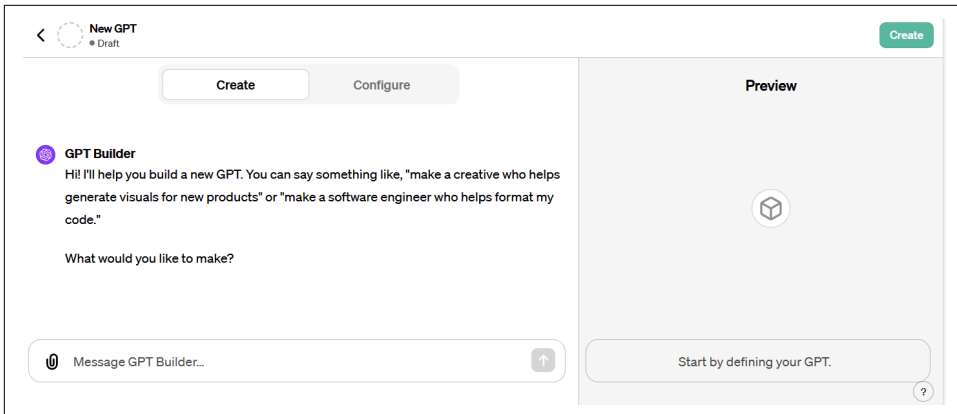 New GPT
Draft
Create
Create
Configure
Preview
GPT Builder
Hi! I'll help you build a new GPT. You can say something like, "make a creative who helps
generate visuals for new products" or "make a software engineer who helps format my
code."
What would you like to make?
Message GPT Builder...
Start by defining your GPT.
?